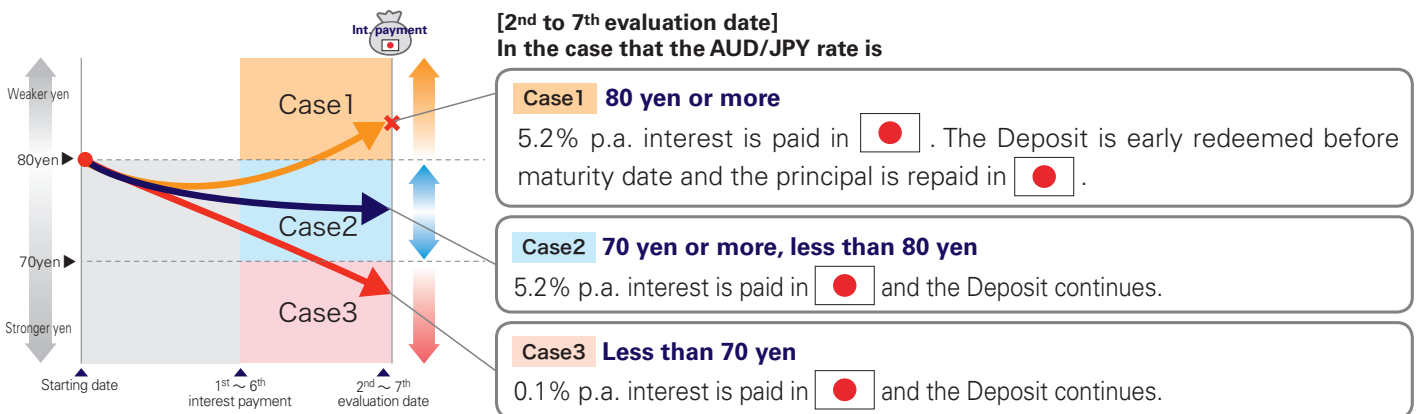 Int. payment
Weaker yen
80yen ▶
70yen ▶
Stronger yen
Case1
Case2
Case3
Starting date
1st ~ 6th
interest payment
2nd ~ 7th
evaluation date
[2nd to 7th evaluation date]
In the case that the AUD/JPY rate is
Case1 80 yen or more
5.2% p.a. interest is paid in . The Deposit is early redeemed before
maturity date and the principal is repaid in .
Case2 70 yen or more, less than 80 yen
5.2% p.a. interest is paid in and the Deposit continues.
Case3 Less than 70 yen
0.1% p.a. interest is paid in and the Deposit continues.